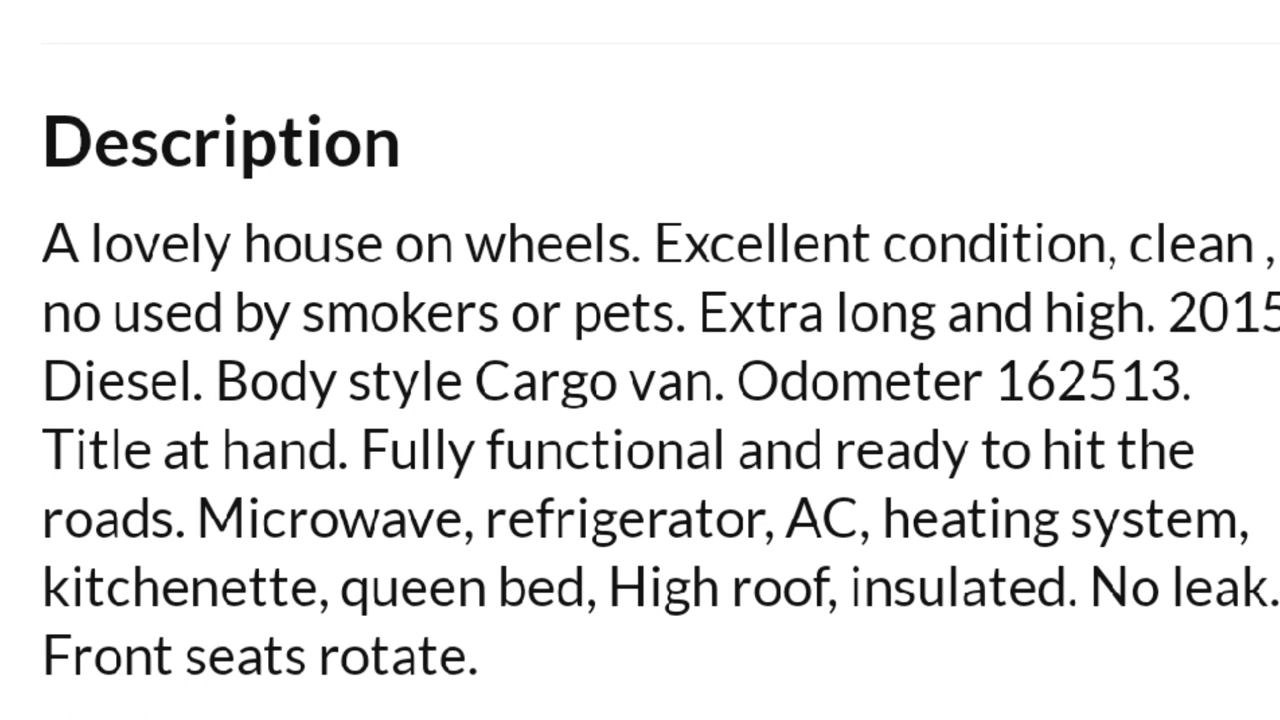 Description
A lovely house on wheels. Excellent condition, clean ,
no used by smokers or pets. Extra long and high. 2015
Diesel. Body style Cargo van. Odometer 162513.
Title at hand. Fully functional and ready to hit the
roads. Microwave, refrigerator, AC, heating system,
kitchenette, queen bed, High roof, insulated. No leak.
Front seats rotate.